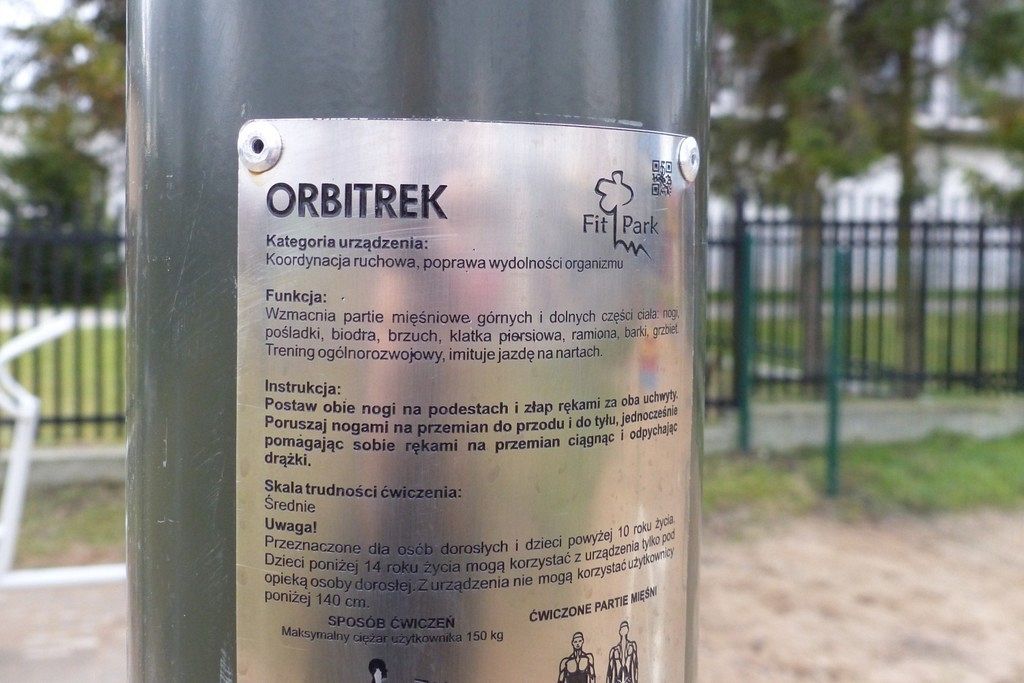 ORBITREK
Fit Park
Kategoria urządzenia:
Koordynacja ruchowa, poprawa wydolności organizmu
Funkcja:
Wzmacnia partie mięśniowe górnych i dolnych części ciała: nogi,
pośladki, biodra, brzuch, klatka piersiowa, ramiona, barki, grzbiet.
Trening ogólnorozwojowy, imituje jazdę na nartach.
Instrukcja:
Postaw obie nogi na podestach i złap rękami za oba uchwyty.
Poruszaj nogami na przemian do przodu i do tyłu, jednocześnie
pomagając sobie rękami na przemian ciągnąc i odpychając
drążki.
Skala trudności ćwiczenia:
Średnie
Uwaga!
Przeznaczone dla osób dorosłych i dzieci powyżej 10 roku życia.
Dzieci poniżej 14 roku życia mogą korzystać z urządzenia tylko pod
opieką osoby dorosłej. Z urządzenia nie mogą korzystać użytkownicy
poniżej 140 cm.
SPOSÓB ĆWICZEŃ
Maksymalny ciężar użytkownika 150 kg
ĆWICZONE PARTIE MIĘŚNI